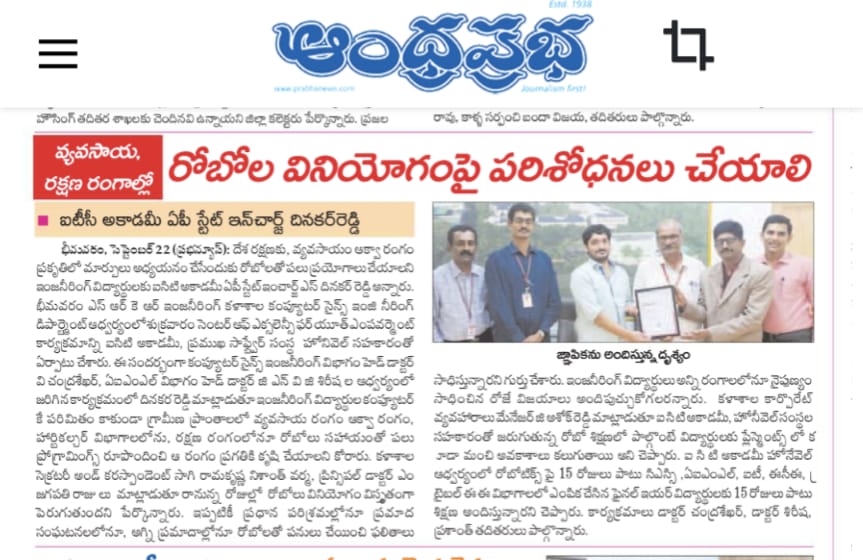 Estd. 1938
ఆంధ్రప్రభ
www.prabhanews.com
Journalism first!
హౌసింగ్ తదితర శాఖలకు చెందినవి ఉన్నాయని జిల్లా కలెక్టరు పేర్కొన్నారు. ప్రజల
రావు, కాళ్ళ సర్పంచి బండా విజయ, తదితరులు పాల్గొన్నారు.
వ్యవసాయ,
రక్షణ రంగాల్లో
రోబోల వినియోగంపై పరిశోధనలు చేయాలి
ఐటీసీ అకాడమీ ఏపీ స్టేట్ ఇన్‌చార్జ్ దినకర్‌రెడ్డి
భీమవరం, సెప్టెంబర్ 22 (ప్రభన్యూస్): దేశ రక్షణకు, వ్యవసాయం ఆక్వా రంగం
ప్రకృతిలో మార్పులు అధ్యయనం చేసేందుకు రోబోలతో పలు ప్రయోగాలు చేయాలని
ఇంజనీరింగ్ విద్యార్థులకు ఐసిటి అకాడమీ ఏపీ స్టేట్ ఇంచార్జ్ ఎస్ దినకర్ రెడ్డి అన్నారు.
భీమవరం ఎస్ ఆర్ కె ఆర్ ఇంజనీరింగ్ కళాశాల కంప్యూటర్ సైన్స్ ఇంజి నీరింగ్
డిపార్ట్మెంట్ ఆధ్వర్యంలో శుక్రవారం సెంటర్ ఆఫ్ ఎక్సలెన్సీ ఫర్ యూత్ ఎంపవర్మెంట్
కార్యక్రమాన్ని ఐసిటి అకాడమీ, ప్రముఖ సాఫ్ట్వేర్ సంస్థ హానీవెల్ సహకారంతో
ఏర్పాటు చేశారు. ఈ సందర్భంగా కంప్యూటర్ సైన్స్ ఇంజనీరింగ్ విభాగం హెడ్ డాక్టర్
వి చంద్రశేఖర్, ఏఐఎంఎల్ విభాగం హెడ్ డాక్టర్ జి ఎన్ వి జి శిరీష ల ఆధ్వర్యంలో
జరిగిన కార్యక్రమంలో దినకర రెడ్డి మాట్లాడుతూ ఇంజనీరింగ్ విద్యార్థుల కంప్యూటర్
కే పరిమితం కాకుండా గ్రామీణ ప్రాంతాలలో వ్యవసాయ రంగం ఆక్వా రంగం,
హార్టికల్చర్ విభాగాలలోను, రక్షణ రంగంలోనూ రోబోలు సహాయంతో పలు
ప్రోగ్రామింగ్స్ రూపొందించి ఆ రంగం ప్రగతికి కృషి చేయాలని కోరారు. కళాశాల
సెక్రటరీ అండ్ కరస్పాండెంట్ సాగి రామకృష్ణ నిశాంత్ వర్మ, ప్రిన్సిపల్ డాక్టర్ ఎం
జగపతి రాజు లు మాట్లాడుతూ రానున్న రోజుల్లో రోబోలు వినియోగం విస్తృతంగా
పెరుగుతుందని పేర్కొన్నారు. ఇప్పటికే ప్రధాన పరిశ్రమల్లోనూ ప్రమాద
సంఘటనలలోనూ, అగ్ని ప్రమాదాల్లోనూ రోబోలతో పనులు చేయించి ఫలితాలు
జ్ఞాపికను అందిస్తున్న దృశ్యం
సాధిస్తున్నారని గుర్తు చేశారు. ఇంజనీరింగ్ విద్యార్థులు అన్ని రంగాలలోనూ నైపుణ్యం
సాధించిన రోజే విజయాలు అందిపుచ్చుకోగలరన్నారు. కళాశాల కార్పొరేట్
వ్యవహారాలు మేనేజర్ జి అశోక్ రెడ్డి మాట్లాడుతూ ఐసి టి అకాడమీ, హానీవెల్ సంస్థల
సహకారంతో జరుగుతున్న రోబో శిక్షణలో పాల్గొంటే విద్యార్థులకు ప్లేస్మెంట్స్ లో క
ూడా మంచి అవకాశాలు కలుగుతాయి అని చెప్పారు. ఐ సి టి అకాడమీ హానేవెల్
ఆధ్వర్యంలో రోబోటిక్స్ పై 15 రోజులు పాటు సిఎస్సి ,ఏఐఎంఎల్, ఐటీ, ఈసీఈ, 
ట్రైబల్ ఈ ఈ విభాగాలలో ఎంపిక చేసిన ఫైనల్ ఇయర్ విద్యార్థులకు 15 రోజులు పాటు
శిక్షణ అందిస్తున్నారని చెప్పారు. కార్యక్రమాలు డాక్టర్ చంద్రశేఖర్, డాక్టర్ శిరీష,
ప్రశాంత్ తదితరులు పాల్గొన్నారు.